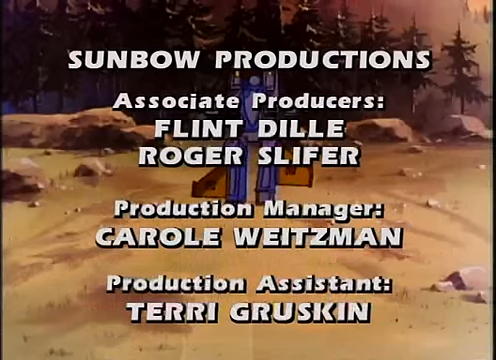 SUNBOW PRODUCTIONS
Associate Producers:
FLINT DILLE
ROGER SLIFER
Production Manager:
CAROLE WEITZMAN
Production Assistant:
TERRI GRUSKIN